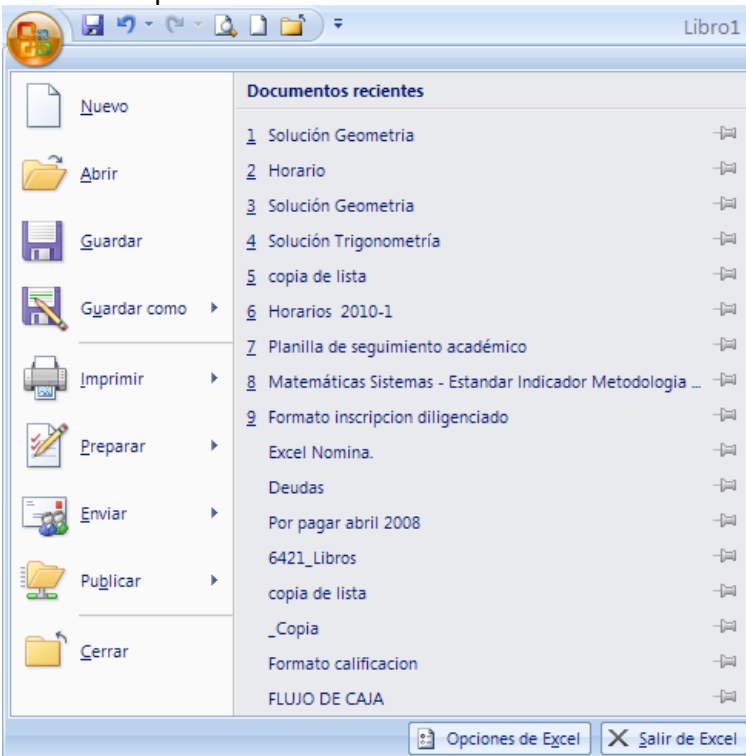 Libro1
Nuevo
Abrir
Guardar
Guardar como
Imprimir
Preparar
Enviar
Publicar
Cerrar
Documentos recientes
1 Solución Geometria
2 Horario
3 Solución Geometria
4 Solución Trigonometría
5 copia de lista
6 Horarios 2010-1
7 Planilla de seguimiento académico
8 Matemáticas Sistemas - Estandar Indicador Metodologia ...
9 Formato inscripcion diligenciado
Excel Nomina.
Deudas
Por pagar abril 2008
6421_Libros
copia de lista
_Copia
Formato calificacion
FLUJO DE CAJA
Opciones de Excel
Salir de Excel